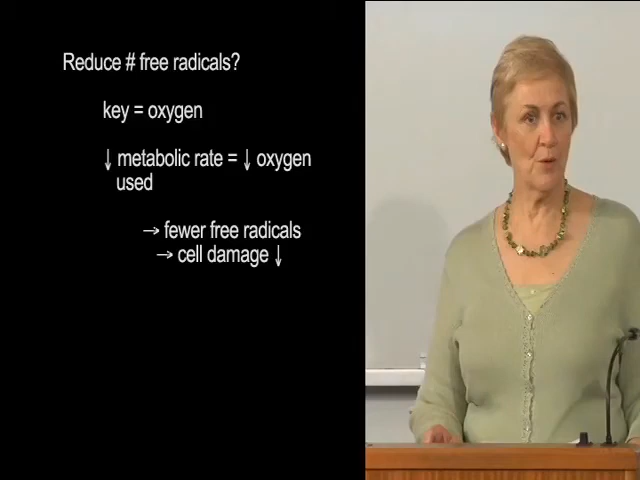 Reduce # free radicals?
key = oxygen
↓ metabolic rate = ↓ oxygen
used
→ fewer free radicals
→ cell damage ↓